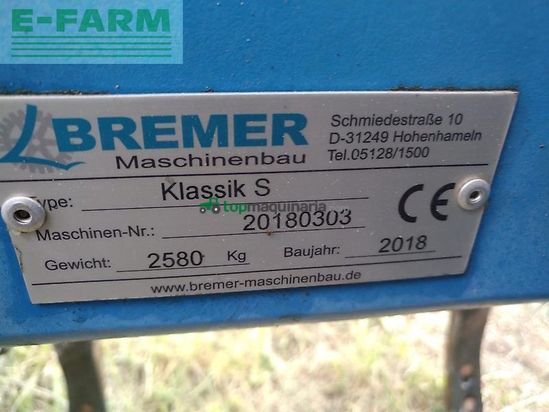 E-FARM
BREMER
Maschinenbau
Schmiedestraße 10
D-31249 Hohenhameln
Tel.05128/1500
Type: Klassik S
topmaquinaria
Maschinen-Nr.: 20180303
CE
Gewicht: 2580 Kg Baujahr: 2018
www.bremer-maschinenbau.de